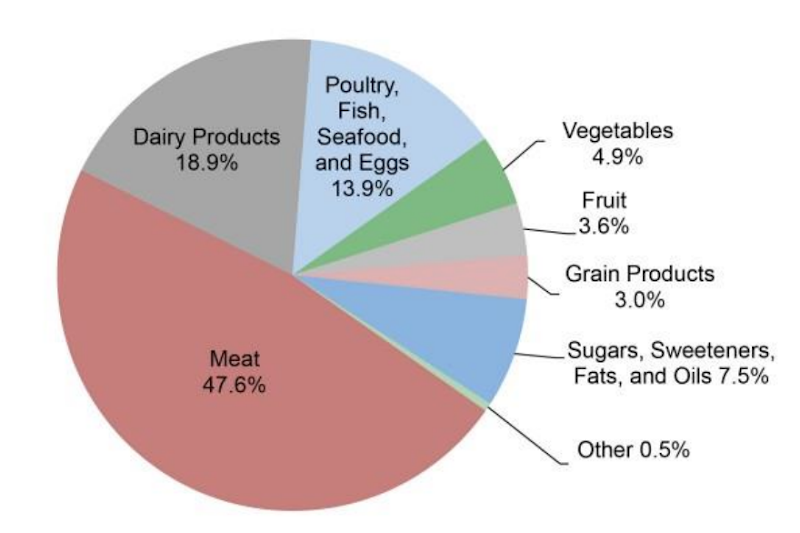 Poultry,
Fish,
Seafood,
and Eggs
13.9%
Dairy Products
18.9%
Vegetables
4.9%
Fruit
3.6%
Grain Products
3.0%
Sugars, Sweeteners,
Fats, and Oils 7.5%
Meat
47.6%
Other 0.5%